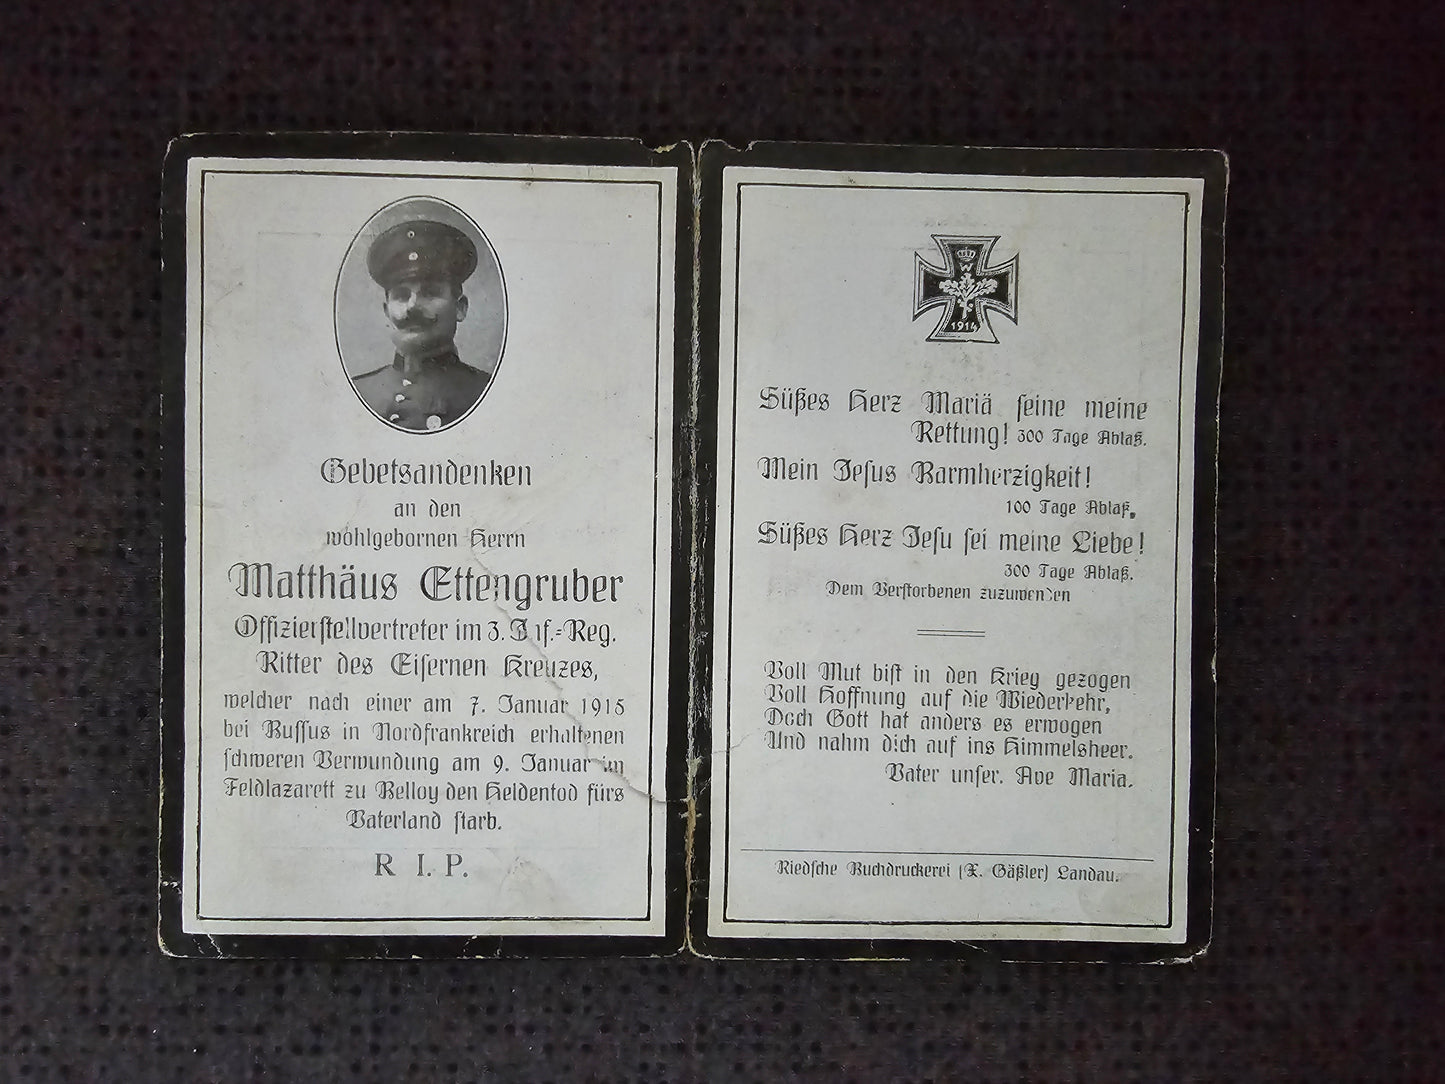 Gebetsandenken
an den
wohlgebornen Herrn
Matthäus Ettengruber
Offizierstellvertreter im 3. Inf.-Reg.
Ritter des Eisernen Kreuzes,
welcher nach einer am 7. Januar 1915
bei Bussus in Nordfrankreich erhaltenen
schweren Verwundung am 9. Januar im
Feldlazarett zu Belloy den Heldentod fürs
Vaterland starb.
R I. P.
W
1914
Süßes Herz Mariä seine meine
Rettung! 300 Tage Ablaß.
Mein Jesus Barmherzigkeit!
100 Tage Ablaß.
Süßes Herz Jesu sei meine Liebe!
300 Tage Ablaß.
Dem Verstorbenen zuzuwenden
Voll Mut bist in den Krieg gezogen
Voll Hoffnung auf die Wiederkehr,
Doch Gott hat anders es erwogen
Und nahm dich auf ins Himmelsheer.
Vater unser. Ave Maria.
Riedsche Buchdruckerei (X. Gäßler) Landau.